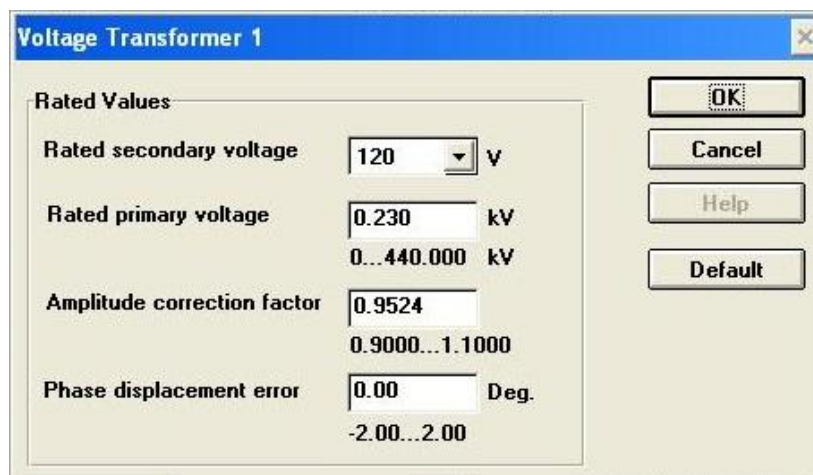 Voltage Transformer 1
Rated Values
Rated secondary voltage 120 V
Rated primary voltage 0.230 kV
0...440.000 kV
Amplitude correction factor 0.9524
0.9000...1.1000
Phase displacement error 0.00 Deg.
-2.00...2.00
OK
Cancel
Help
Default